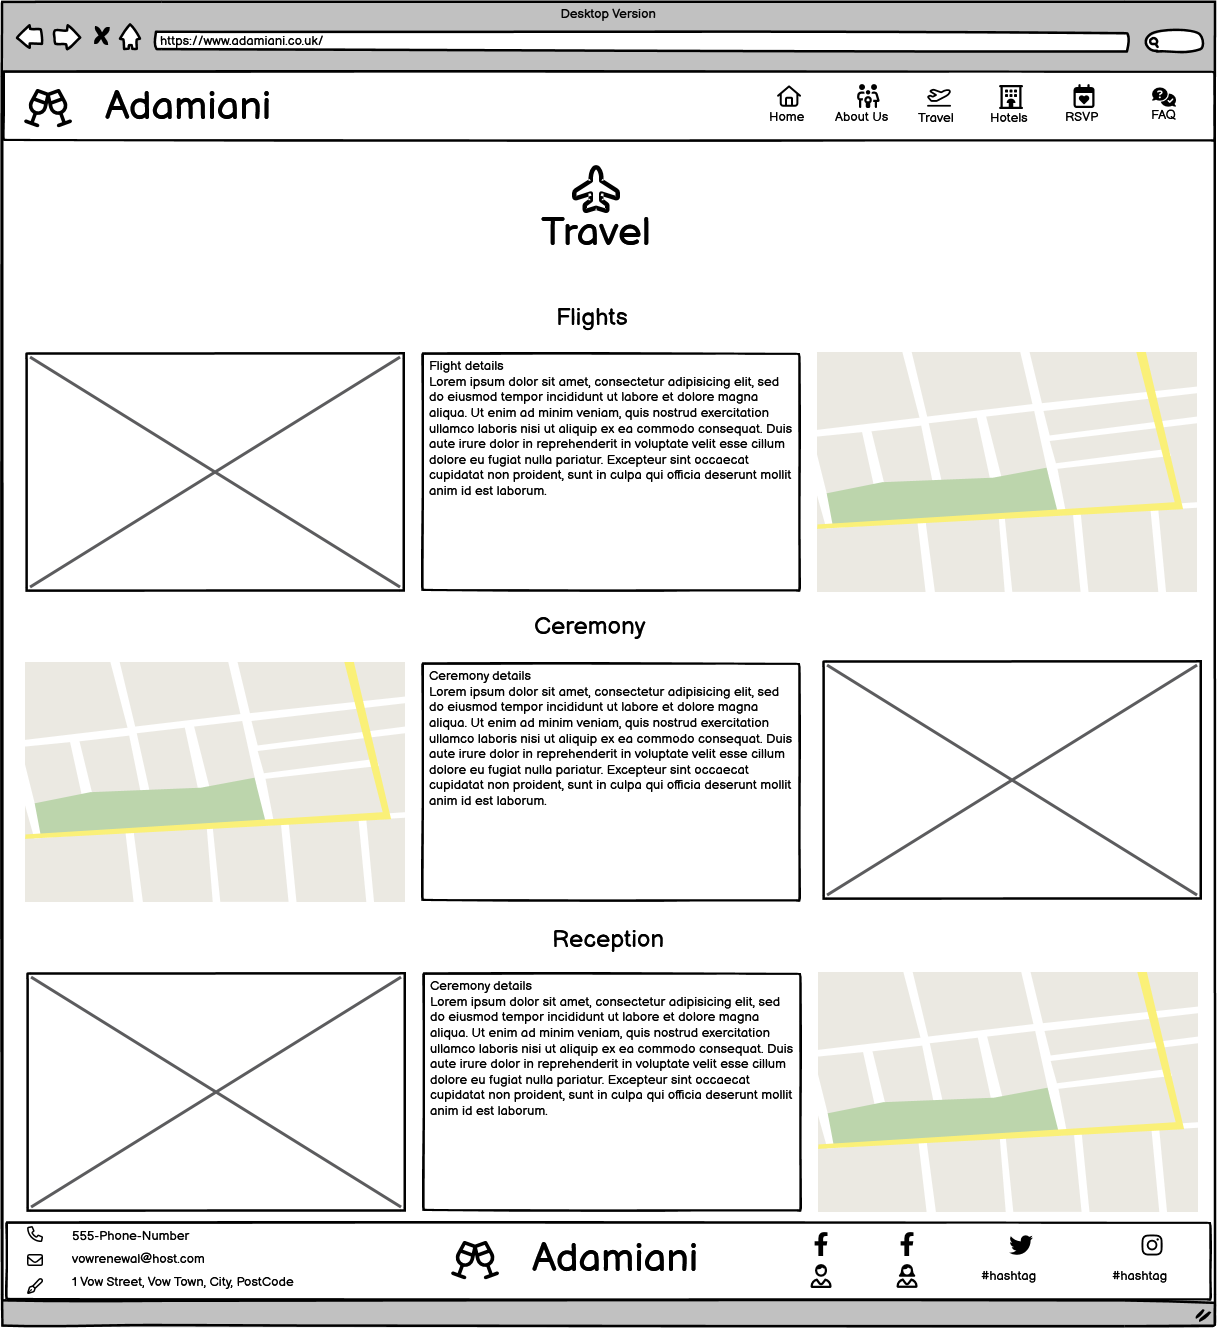 Desktop Version
https://www.adamiani.co.uk/
Adamiani
Home
About Us
Travel
Hotels
RSVP
FAQ
Travel
Flights
Flight details
Lorem ipsum dolor sit amet, consectetur adipisicing elit, sed
do eiusmod tempor incididunt ut labore et dolore magna
aliqua. Ut enim ad minim veniam, quis nostrud exercitation
ullamco laboris nisi ut aliquip ex ea commodo consequat. Duis
aute irure dolor in reprehenderit in voluptate velit esse cillum
dolore eu fugiat nulla pariatur. Excepteur sint occaecat
cupidatat non proident, sunt in culpa qui officia deserunt mollit
anim id est laborum.
Ceremony
Ceremony details
Lorem ipsum dolor sit amet, consectetur adipisicing elit, sed
do eiusmod tempor incididunt ut labore et dolore magna
aliqua. Ut enim ad minim veniam, quis nostrud exercitation
ullamco laboris nisi ut aliquip ex ea commodo consequat. Duis
aute irure dolor in reprehenderit in voluptate velit esse cillum
dolore eu fugiat nulla pariatur. Excepteur sint occaecat
cupidatat non proident, sunt in culpa qui officia deserunt mollit
anim id est laborum.
Reception
Ceremony details
Lorem ipsum dolor sit amet, consectetur adipisicing elit, sed
do eiusmod tempor incididunt ut labore et dolore magna
aliqua. Ut enim ad minim veniam, quis nostrud exercitation
ullamco laboris nisi ut aliquip ex ea commodo consequat. Duis
aute irure dolor in reprehenderit in voluptate velit esse cillum
dolore eu fugiat nulla pariatur. Excepteur sint occaecat
cupidatat non proident, sunt in culpa qui officia deserunt mollit
anim id est laborum.
555-Phone-Number
vowrenewal@host.com
1 Vow Street, Vow Town, City, PostCode
Adamiani
#hashtag
#hashtag